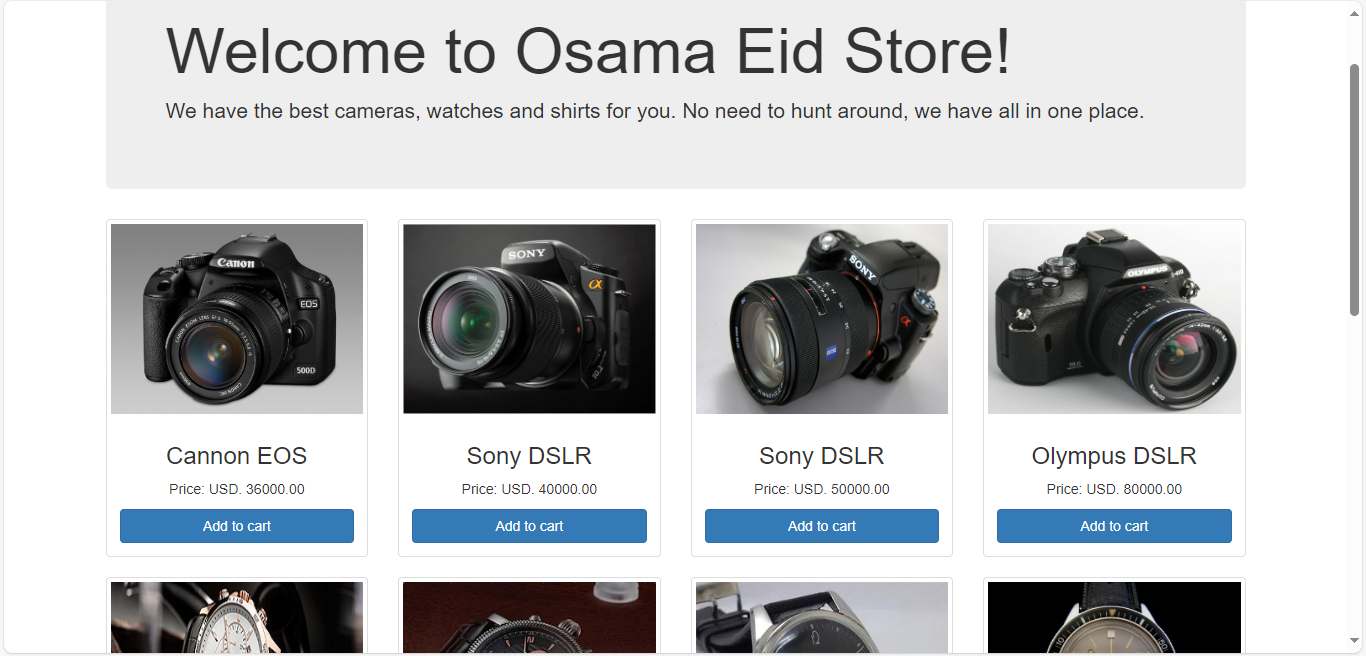 Welcome to Osama Eid Store!
We have the best cameras, watches and shirts for you. No need to hunt around, we have all in one place.
Canon
EOS
500D
SONY
α
SONY
α
OLYMPUS
Cannon EOS
Price: USD. 36000.00
Add to cart
Sony DSLR
Price: USD. 40000.00
Add to cart
Sony DSLR
Price: USD. 50000.00
Add to cart
Olympus DSLR
Price: USD. 80000.00
Add to cart